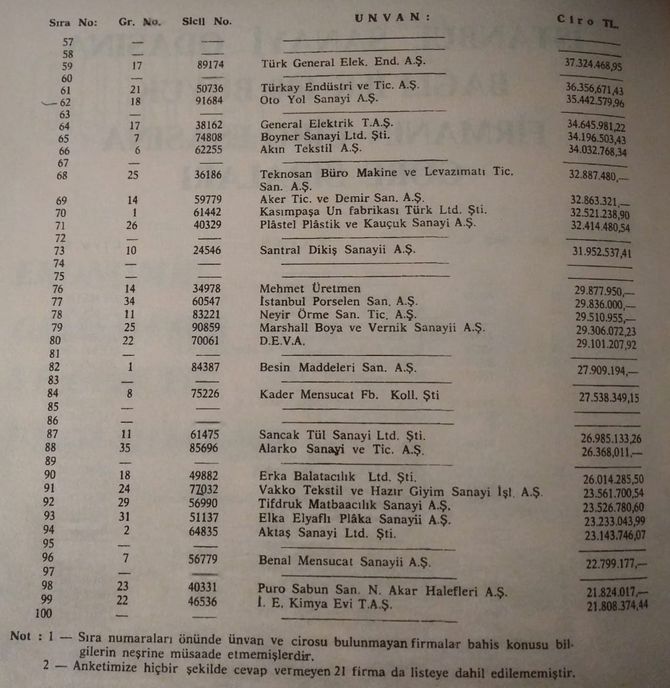 Sıra No: Gr. No. Sicil No. UNVAN: Ciro TL.
57 — — —
58 — — —
59 17 89174 Türk General Elek. End. A.Ş. 37.324.468,95
60 — — —
61 21 50736 Türkay Endüstri ve Tic. A.Ş. 36.356,671,43
62 18 91684 Oto Yol Sanayi A.Ş. 35.442.579,96
63 — — —
64 17 38162 General Elektrik T.A.Ş. 34.645.981,22
65 7 74808 Boyner Sanayi Ltd. Şti. 34.196.503,43
66 6 62255 Akın Tekstil A.Ş. 34.032.768,34
67 — — —
68 25 36186 Teknosan Büro Makine ve Levazımatı Tic. 32.887.480,—
San. A.Ş.
69 14 59779 Aker Tic. ve Demir San. A.Ş. 32.863.321,—
70 1 61442 Kasımpaşa Un fabrikası Türk Ltd. Şti. 32.521.238,90
71 26 40329 Plâstel Plâstik ve Kauçuk Sanayi A.Ş. 32.414.480,54
72 — — —
73 10 24546 Santral Dikiş Sanayii A.Ş. 31.952.537,41
74 — — —
75 — — —
76 14 34978 Mehmet Üretmen 29.877.950,—
77 34 60547 İstanbul Porselen San. A.Ş. 29.836.000,—
78 11 83221 Neyir Örme San. Tic. A.Ş. 29.510.955,—
79 25 90859 Marshall Boya ve Vernik Sanayii A.Ş. 29.306.072,23
80 22 70061 D.E.V.A. 29.101.207,92
81 — — —
82 1 84387 Besin Maddeleri San. A.Ş. 27.909.194,—
83 — — —
84 8 75226 Kader Mensucat Fb. Koll. Şti 27.538.349,15
85 — — —
86 — — —
87 11 61475 Sancak Tül Sanayi Ltd. Şti. 26.985.133,26
88 35 85696 Alarko Sanayi ve Tic. A.Ş. 26.368,011,—
89 — — —
90 18 49882 Erka Balatacılık Ltd. Şti. 26.014.285,50
91 24 77032 Vakko Tekstil ve Hazır Giyim Sanayi İşl. A.Ş. 23.561.700,54
92 29 56990 Tifdruk Matbaacılık Sanayi A.Ş. 23.526.780,60
93 31 51137 Elka Elyaflı Plâka Sanayii A.Ş. 23.233.043,99
94 2 64835 Aktaş Sanayi Ltd. Şti. 23.143.746,07
95 — — —
96 7 56779 Benal Mensucat Sanayii A.Ş. 22.799.177,—
97 — — —
98 23 40331 Puro Sabun San. N. Akar Halefleri A.Ş. 21.824.017,—
99 22 46536 İ. E. Kimya Evi T.A.Ş. 21.808.374,44
100 — — —
Not : 1 — Sıra numaraları önünde ünvan ve cirosu bulunmayan firmalar bahis konusu bil-
gilerin neşrine müsaade etmemişlerdir.
2 — Anketimize hiçbir şekilde cevap vermeyen 21 firma da listeye dahil edilememiştir.